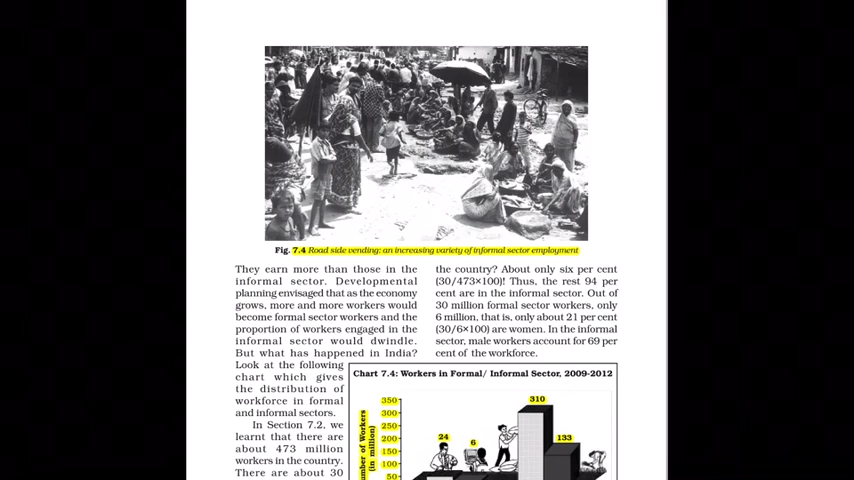 Fig. 7.4 Road side vending: an increasing variety of informal sector employment
They earn more than those in the
informal sector. Developmental
planning envisaged that as the economy
grows, more and more workers would
become formal sector workers and the
proportion of workers engaged in the
informal sector would dwindle.
But what has happened in India?
Look at the following
chart which gives
the distribution of
workforce in formal
and informal sectors.
In Section 7.2, we
learnt that there are
about 473 million
workers in the country.
There are about 30
the country? About only six per cent
(30/473×100)! Thus, the rest 94 per
cent are in the informal sector. Out of
30 million formal sector workers, only
6 million, that is, only about 21 per cent
(30/6×100) are women. In the informal
sector, male workers account for 69 per
cent of the workforce.
Chart 7.4: Workers in Formal/ Informal Sector, 2009-2012
350
300
250
200
150
100
50
of Workers
(in million)
24
6
310
133